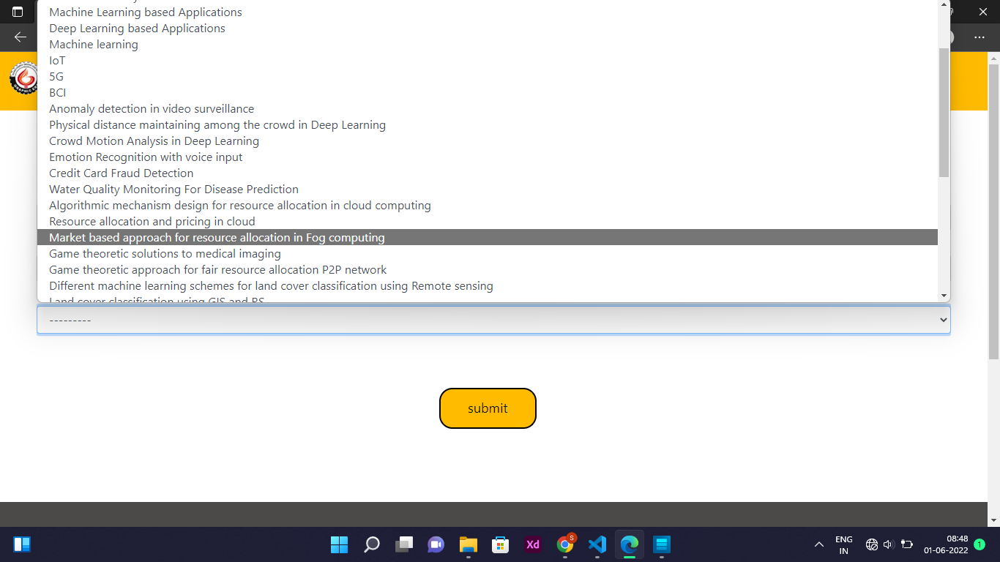 Machine Learning based Applications
Deep Learning based Applications
Machine learning
IoT
5G
BCI
Anomaly detection in video surveillance
Physical distance maintaining among the crowd in Deep Learning
Crowd Motion Analysis in Deep Learning
Emotion Recognition with voice input
Credit Card Fraud Detection
Water Quality Monitoring For Disease Prediction
Algorithmic mechanism design for resource allocation in cloud computing
Resource allocation and pricing in cloud
Market based approach for resource allocation in Fog computing
Game theoretic solutions to medical imaging
Game theoretic approach for fair resource allocation P2P network
Different machine learning schemes for land cover classification using Remote sensing
Land cover classification using GIS and RS
---------
submit
Xd
S
ENG
IN
08:48
01-06-2022
1